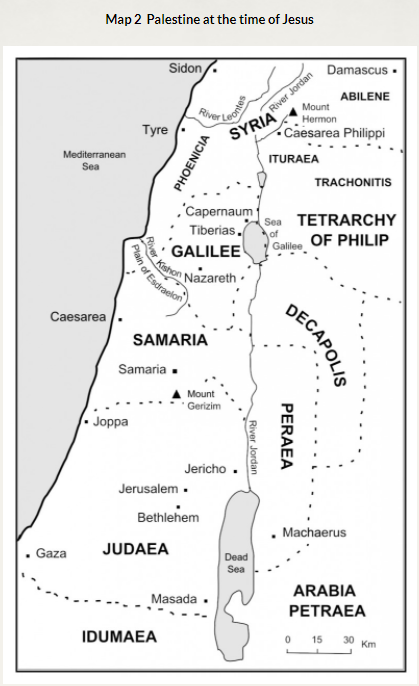 Map 2 Palestine at the time of Jesus
Sidon
Damascus
River Jordan
ABILENE
River Leontes
Mount
Hermon
SYRIA
Tyre
Caesarea Philippi
Mediterranean
Sea
PHOENICIA
ITURAEA
TRACHONITIS
Capernaum
Sea
of
Galilee
Tiberias
TETRARCHY
OF PHILIP
GALILEE
River Kishon
Plain of Esdraelon
Nazareth
Caesarea
DECAPOLIS
SAMARIA
Samaria
Mount
Gerizim
Joppa
PERAEA
River Jordan
Jericho
Jerusalem
Bethlehem
Machaerus
Gaza
JUDAEA
Dead
Sea
Masada
ARABIA
PETRAEA
IDUMAEA
0 15 30 Km